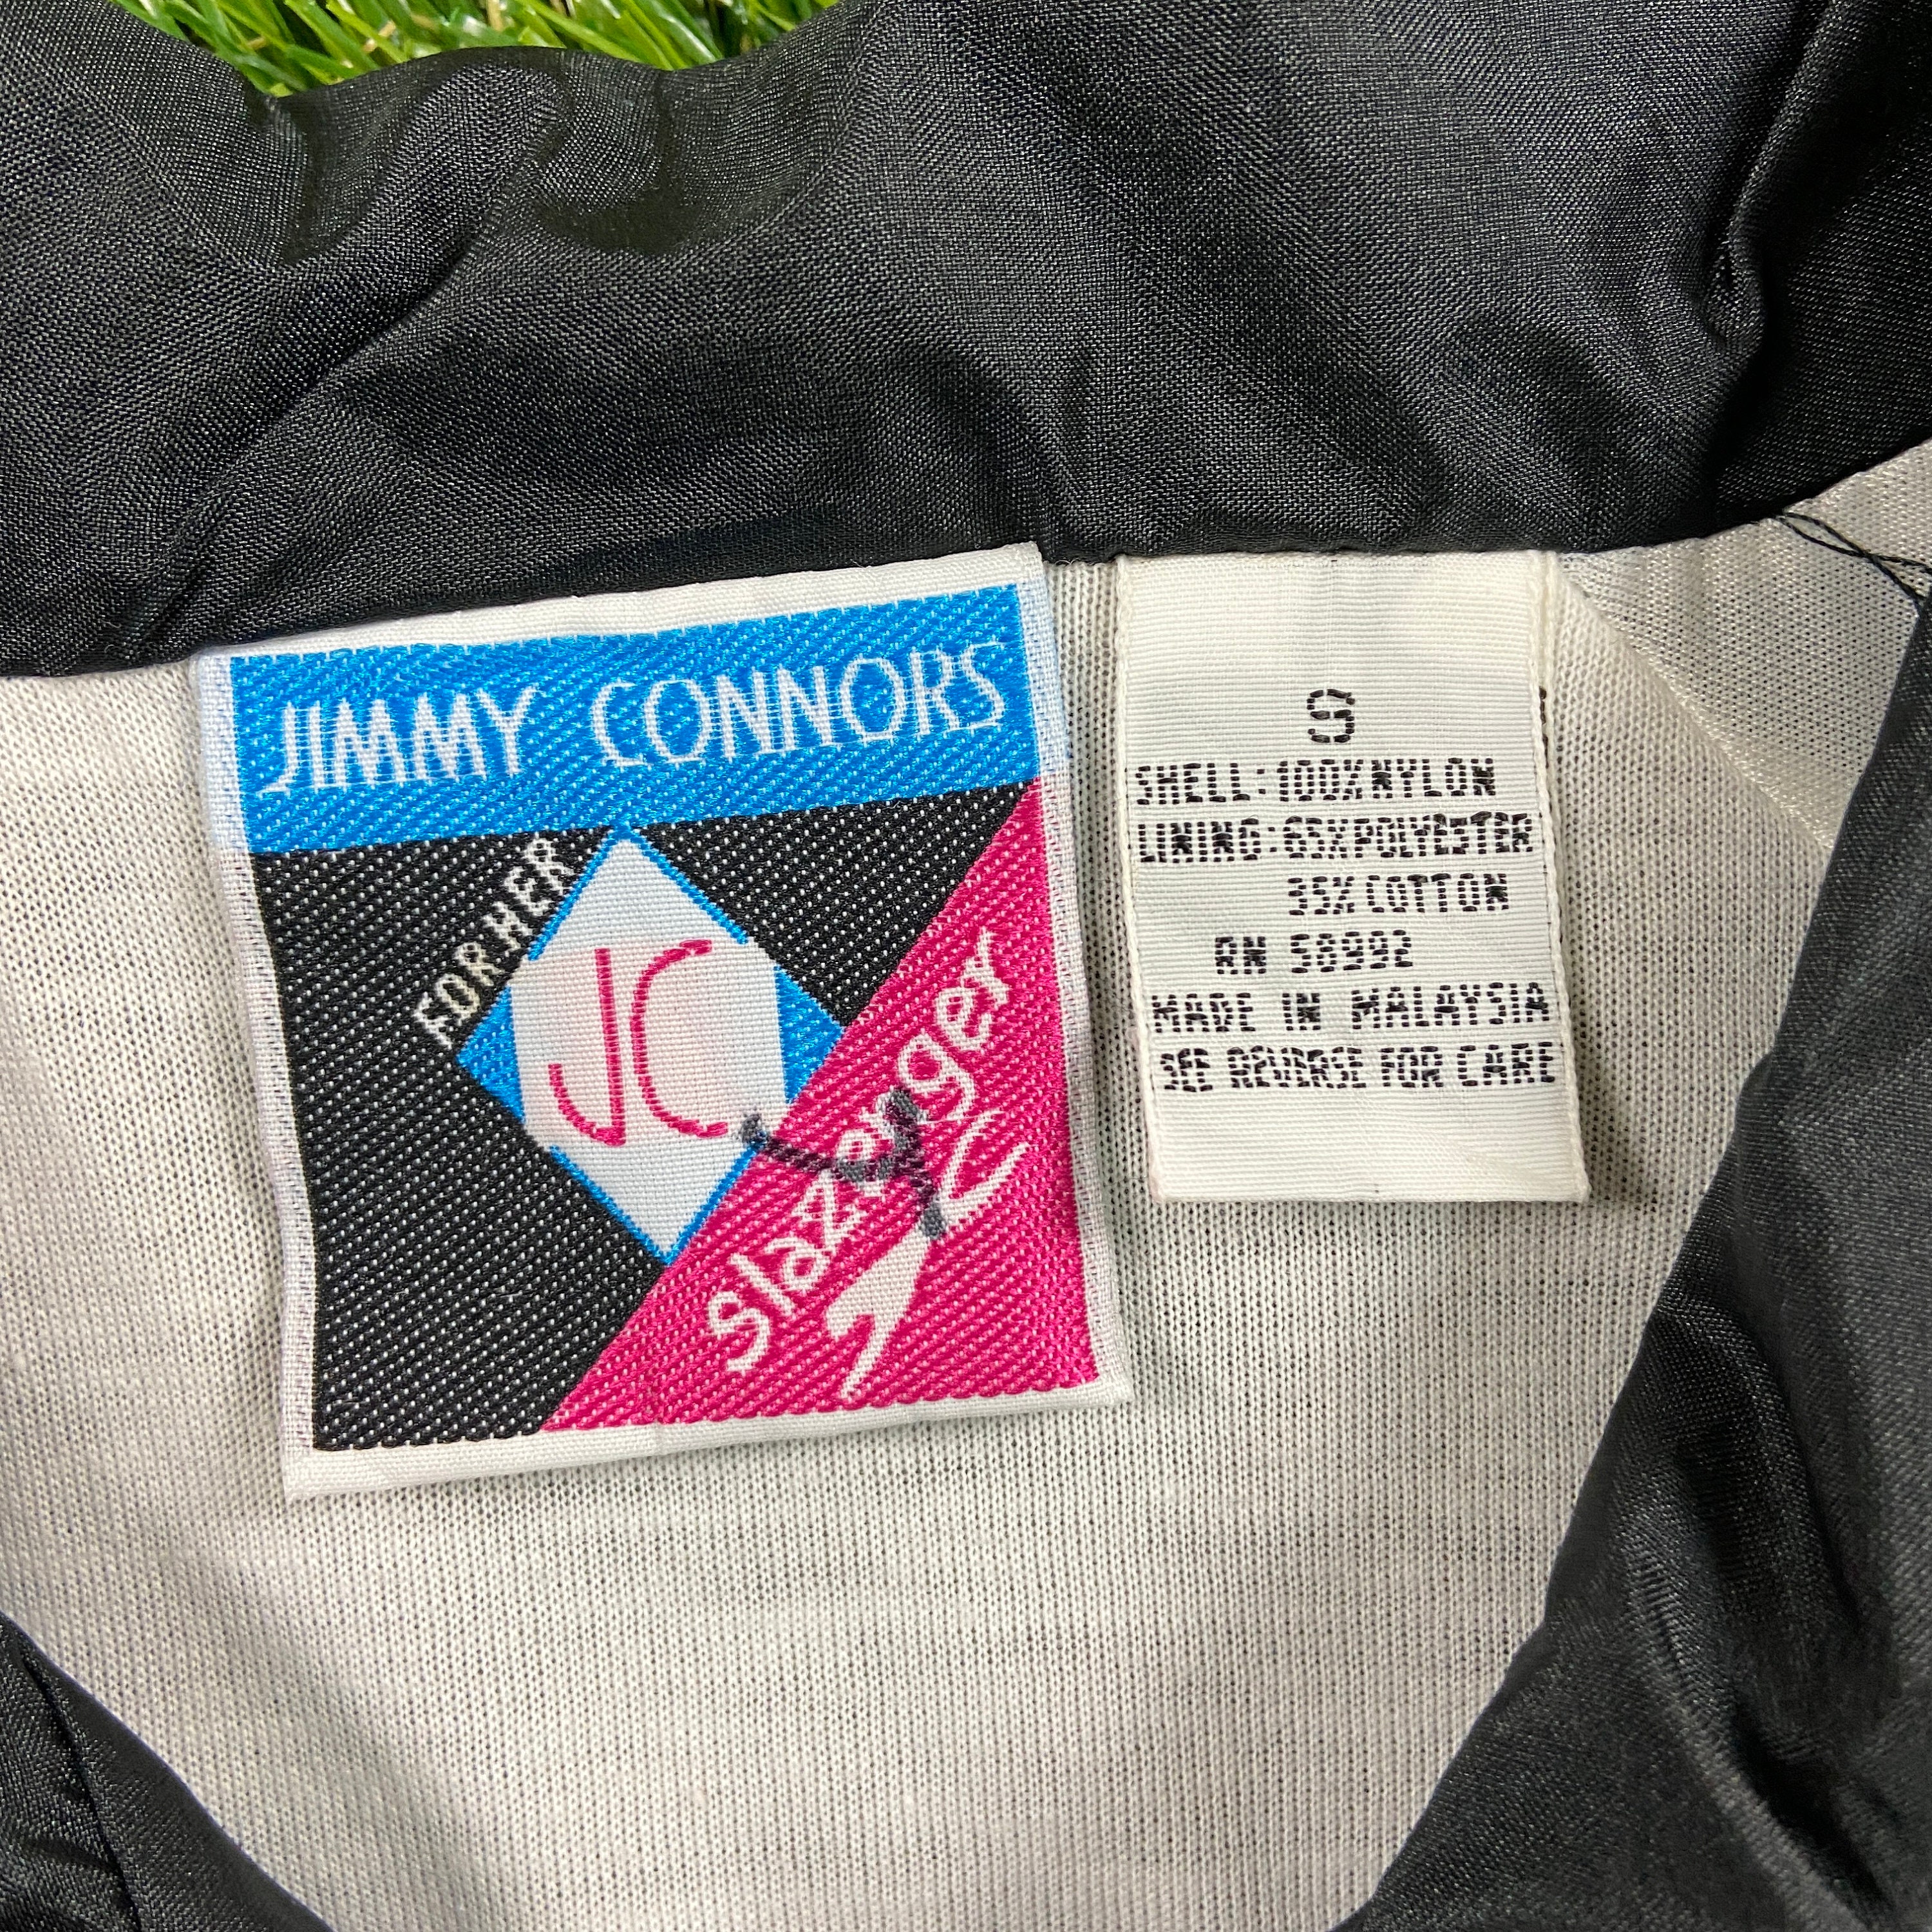 JIMMY CONNORS
FOR HER
JC
Slazenger
S
SHELL:100%NYLON
LINING:65%POLYESTER
35%COTTON
RN 58992
MADE IN MALAYSIA
SEE REVERSE FOR CARE